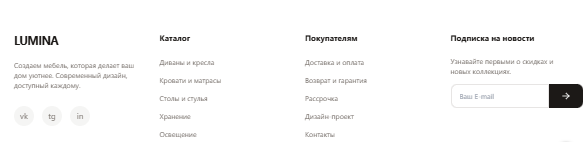 LUMINA
Создаем мебель, которая делает ваш
дом уютнее. Современный дизайн,
доступный каждому.
vk
tg
in
Каталог
Диваны и кресла
Кровати и матрасы
Столы и стулья
Хранение
Освещение
Покупателям
Доставка и оплата
Возврат и гарантия
Рассрочка
Дизайн-проект
Контакты
Подписка на новости
Узнавайте первыми о скидках и
новых коллекциях.
Ваш E-mail